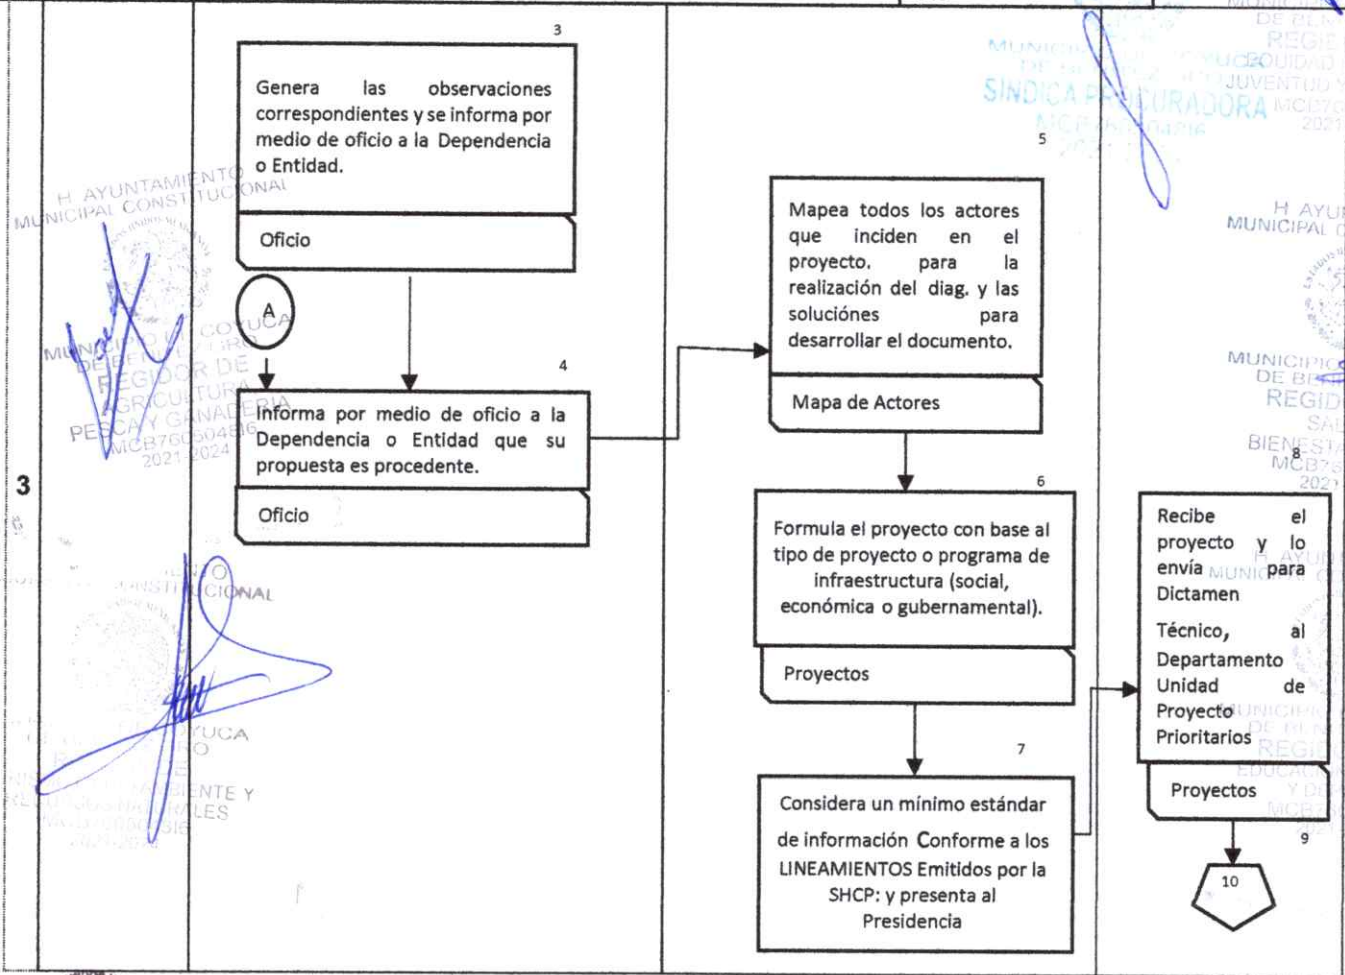 3
Genera las observaciones
correspondientes y se informa por
medio de oficio a la Dependencia
o Entidad.
Oficio
A
4
Informa por medio de oficio a la
Dependencia o Entidad que su
propuesta es procedente.
Oficio
3
5
Mapea todos los actores
que inciden en el
proyecto. para la
realización del diag. y las
soluciónes para
desarrollar el documento.
Mapa de Actores
6
Formula el proyecto con base al
tipo de proyecto o programa de
infraestructura (social,
económica o gubernamental).
Proyectos
7
Considera un mínimo estándar
de información Conforme a los
LINEAMIENTOS Emitidos por la
SHCP: y presenta al
Presidencia
8
Recibe el
proyecto y lo
envía para
Dictamen
Técnico, al
Departamento
Unidad de
Proyecto
Prioritarios
Proyectos
9
10
H. AYUNTAMIENTO
MUNICIPAL CONSTITUCIONAL
MUNICIPIO DE COYUCA
REGIDOR DE
AGRICULTURA
PESCA Y GANADERIA
MCB760504816
2021-2024
SINDICA PROCURADORA